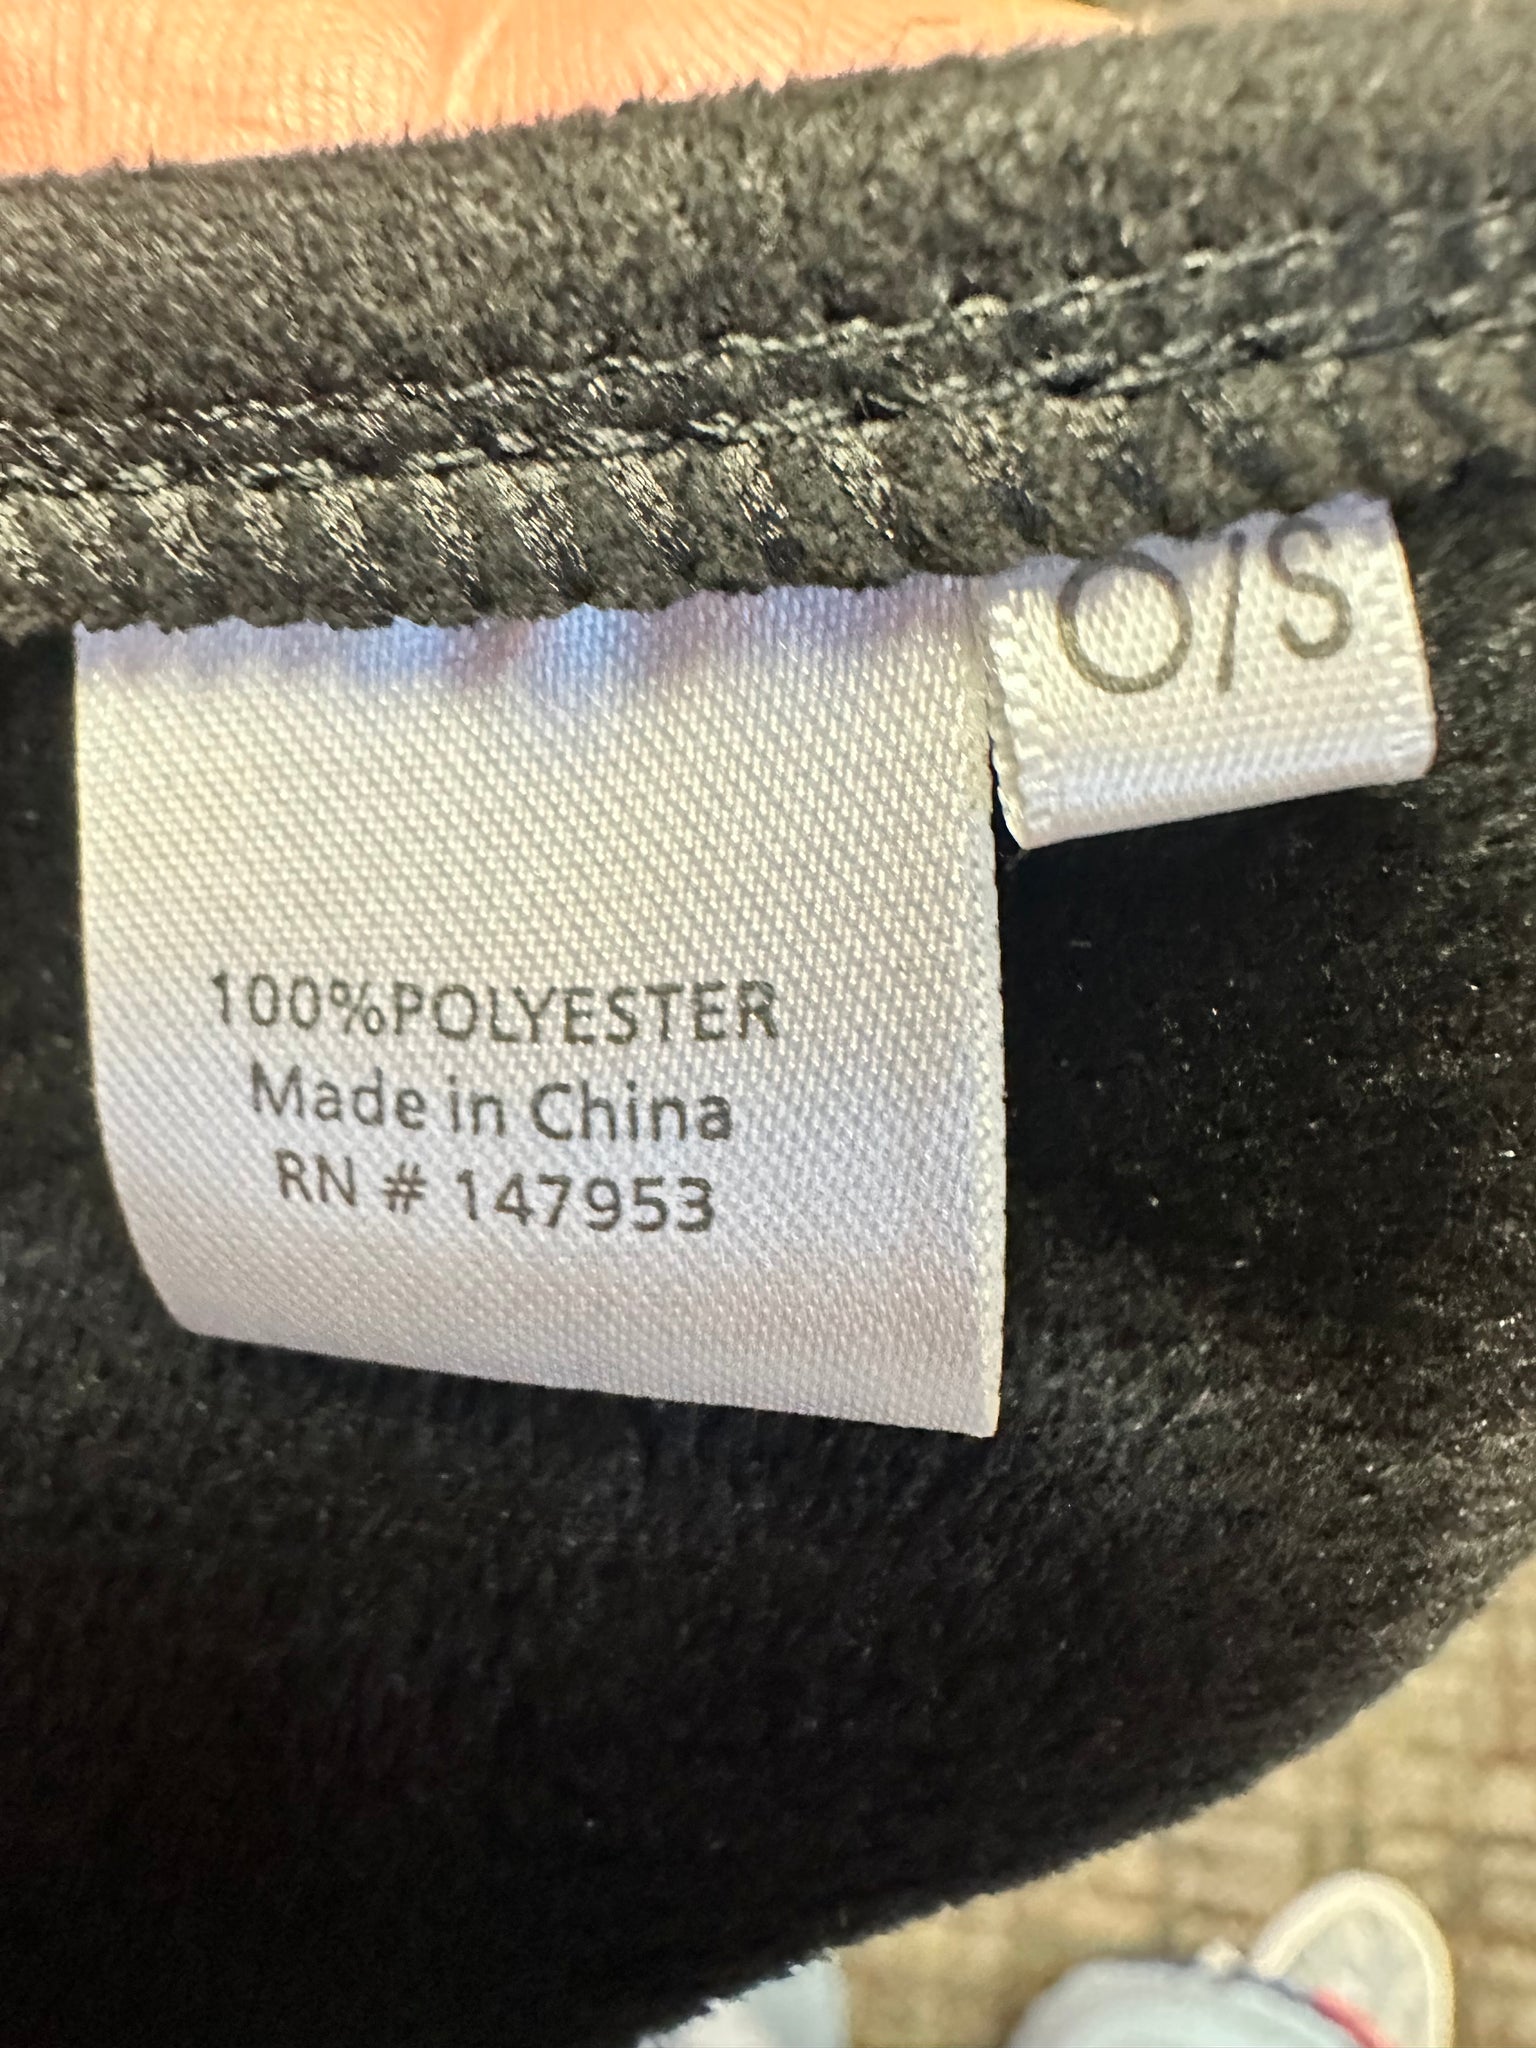 O/S
100%POLYESTER
Made in China
RN # 147953